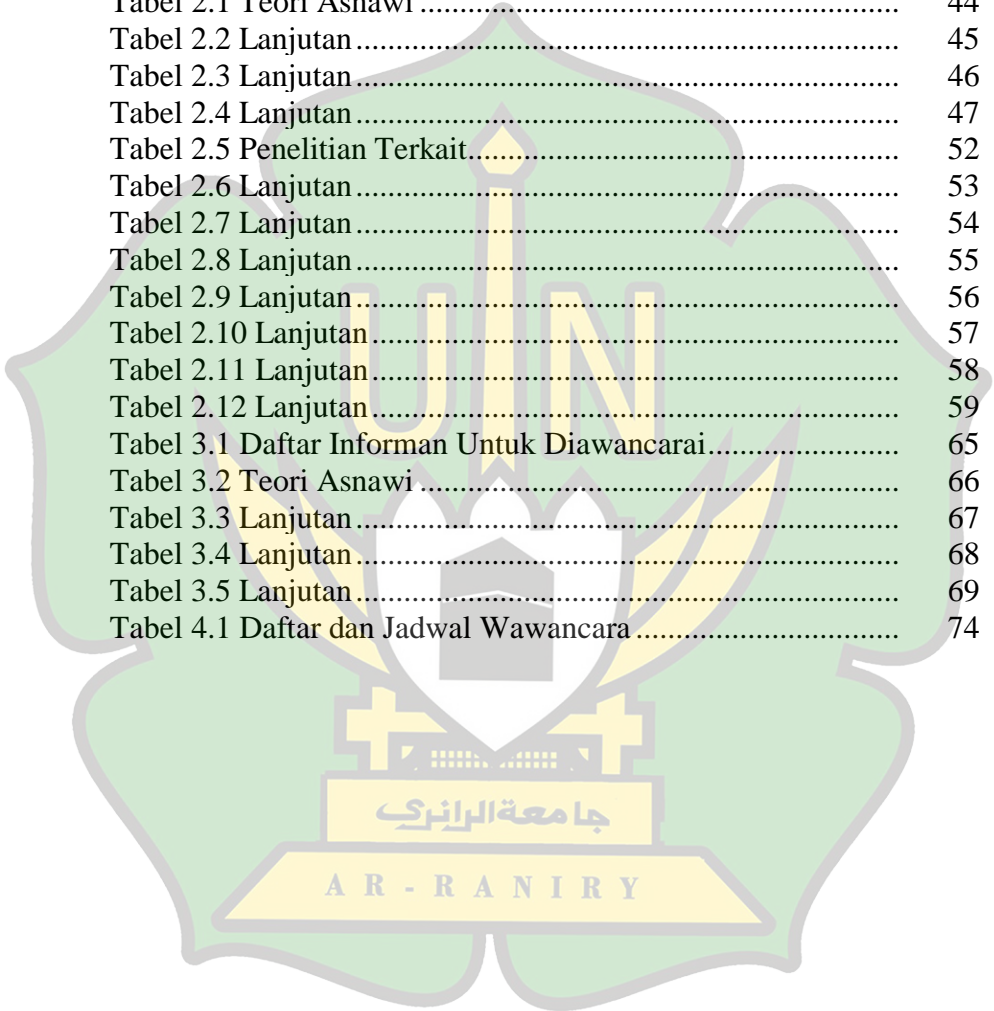 Tabel 2.1 Teori Asnawi ............................................................ 44
Tabel 2.2 Lanjutan .................................................................... 45
Tabel 2.3 Lanjutan .................................................................... 46
Tabel 2.4 Lanjutan .................................................................... 47
Tabel 2.5 Penelitian Terkait...................................................... 52
Tabel 2.6 Lanjutan .................................................................... 53
Tabel 2.7 Lanjutan .................................................................... 54
Tabel 2.8 Lanjutan .................................................................... 55
Tabel 2.9 Lanjutan .................................................................... 56
Tabel 2.10 Lanjutan .................................................................. 57
Tabel 2.11 Lanjutan .................................................................. 58
Tabel 2.12 Lanjutan .................................................................. 59
Tabel 3.1 Daftar Informan Untuk Diawancarai........................ 65
Tabel 3.2 Teori Asnawi ............................................................ 66
Tabel 3.3 Lanjutan .................................................................... 67
Tabel 3.4 Lanjutan .................................................................... 68
Tabel 3.5 Lanjutan .................................................................... 69
Tabel 4.1 Daftar dan Jadwal Wawancara ................................. 74
UIN
جامعة الرانري
AR-RANIRY